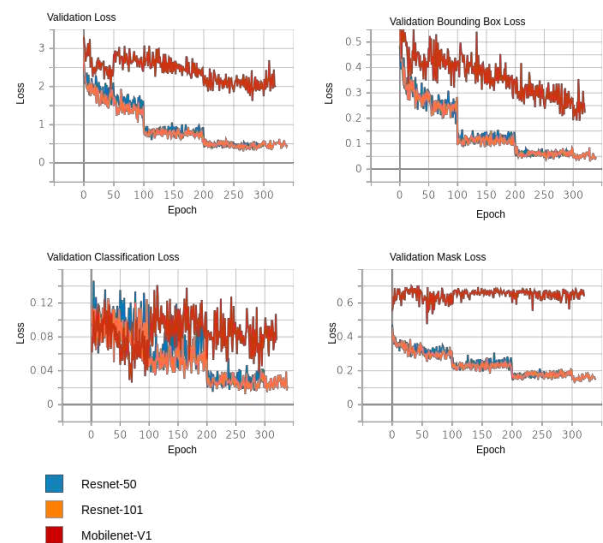 Validation Loss
3
2
1
0
Loss
0 50 100 150 200 250 300
Epoch
Validation Bounding Box Loss
0.5
0.4
0.3
0.2
0.1
0
Loss
0 50 100 150 200 250 300
Epoch
Validation Classification Loss
0.12
0.08
0.04
0
Loss
0 50 100 150 200 250 300
Epoch
Validation Mask Loss
0.6
0.4
0.2
0
Loss
0 50 100 150 200 250 300
Epoch
Resnet-50
Resnet-101
Mobilenet-V1